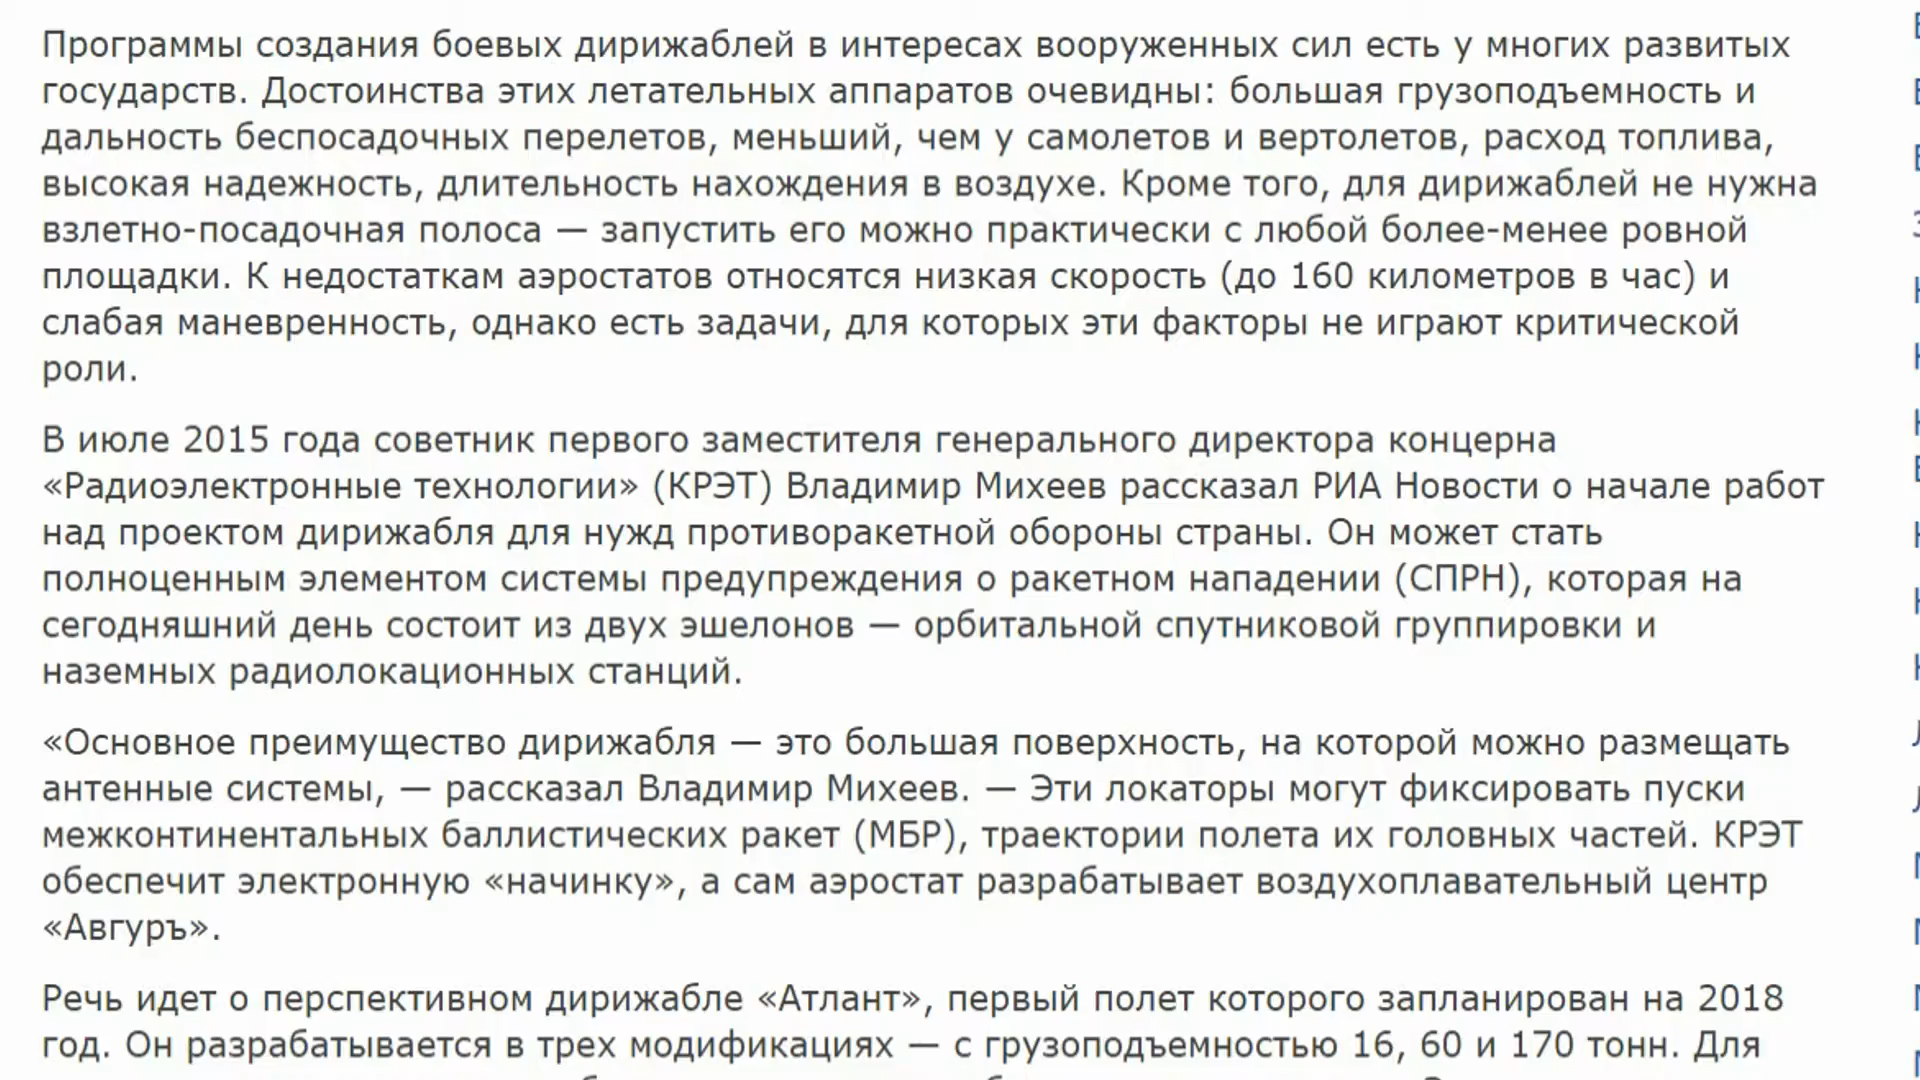 Программы создания боевых дирижаблей в интересах вооруженных сил есть у многих развитых
государств. Достоинства этих летательных аппаратов очевидны: большая грузоподъемность и
дальность беспосадочных перелетов, меньший, чем у самолетов и вертолетов, расход топлива,
высокая надежность, длительность нахождения в воздухе. Кроме того, для дирижаблей не нужна
взлетно-посадочная полоса — запустить его можно практически с любой более-менее ровной
площадки. К недостаткам аэростатов относятся низкая скорость (до 160 километров в час) и
слабая маневренность, однако есть задачи, для которых эти факторы не играют критической
роли.
В июле 2015 года советник первого заместителя генерального директора концерна
«Радиоэлектронные технологии» (КРЭТ) Владимир Михеев рассказал РИА Новости о начале работ
над проектом дирижабля для нужд противоракетной обороны страны. Он может стать
полноценным элементом системы предупреждения о ракетном нападении (СПРН), которая на
сегодняшний день состоит из двух эшелонов — орбитальной спутниковой группировки и
наземных радиолокационных станций.
«Основное преимущество дирижабля — это большая поверхность, на которой можно размещать
антенные системы, — рассказал Владимир Михеев. — Эти локаторы могут фиксировать пуски
межконтинентальных баллистических ракет (МБР), траектории полета их головных частей. КРЭТ
обеспечит электронную «начинку», а сам аэростат разрабатывает воздухоплавательный центр
«Авгуръ».
Речь идет о перспективном дирижабле «Атлант», первый полет которого запланирован на 2018
год. Он разрабатывается в трех модификациях — с грузоподъемностью 16, 60 и 170 тонн. Для